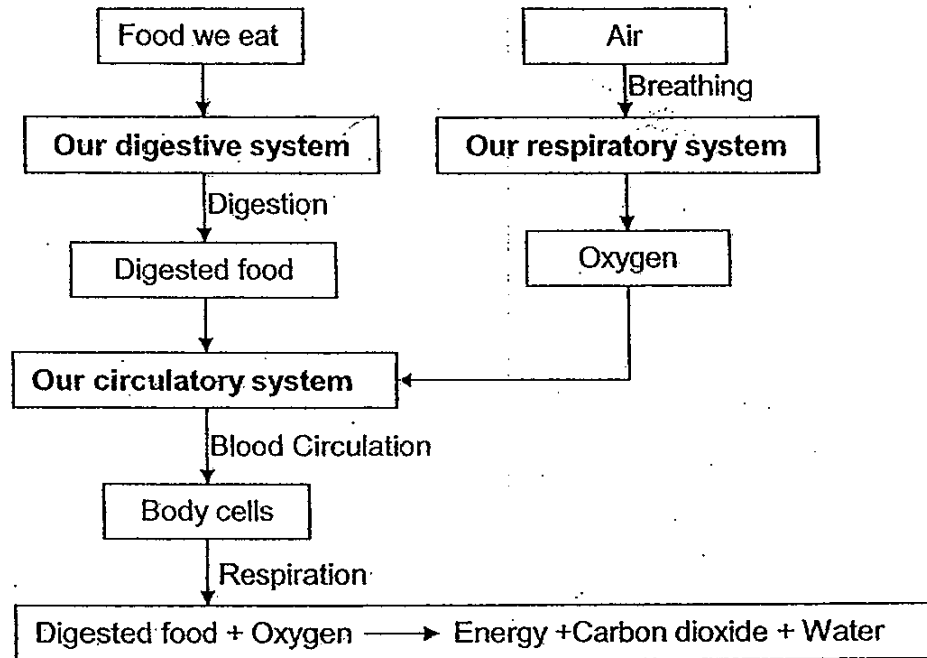 Food we eat
Air
Breathing
Our digestive system
Our respiratory system
Digestion
Digested food
Oxygen
Our circulatory system
Blood Circulation
Body cells
Respiration
Digested food + Oxygen → Energy +Carbon dioxide + Water